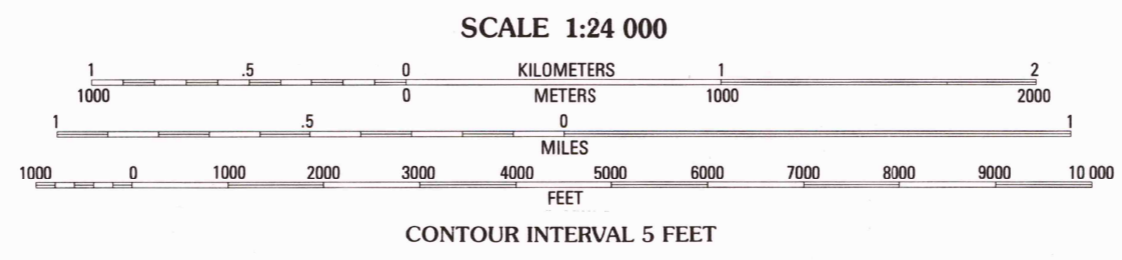 SCALE 1:24 000
1 .5 0 KILOMETERS 1 2
1000 0 METERS 1000 2000
1 .5 0 1
MILES
1000 0 1000 2000 3000 4000 5000 6000 7000 8000 9000 10 000
FEET
CONTOUR INTERVAL 5 FEET